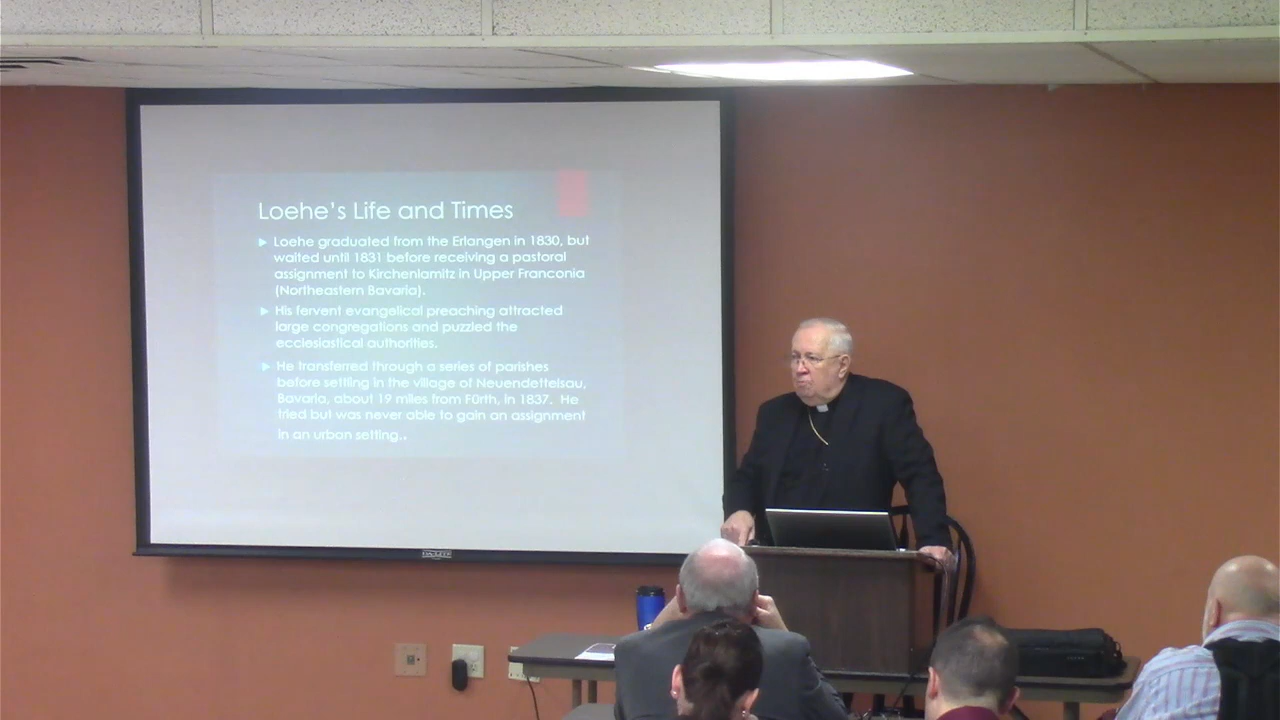 Loehe's Life and Times
Loehe graduated from the Erlangen in 1830, but
waited until 1831 before receiving a pastoral
assignment to Kirchenlamitz in Upper Franconia
(Northeastern Bavaria).
His fervent evangelical preaching attracted
large congregations and puzzled the
ecclesiastical authorities.
He transferred through a series of parishes
before settling in the village of Neuendettelsau,
Bavaria, about 19 miles from Fürth, in 1837. He
tried but was never able to gain an assignment
in an urban setting..
DA-LITE